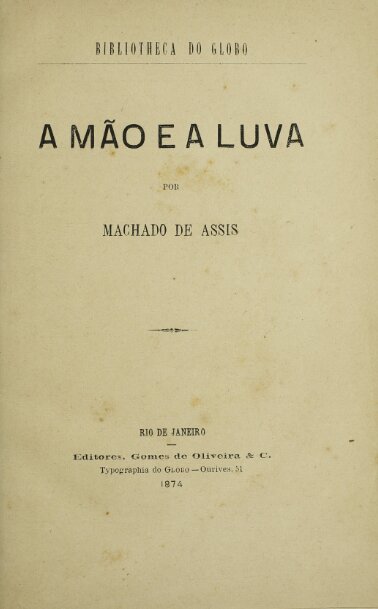 BIBLIOTHECA DO GLOBO
A MÃO E A LUVA
POR
MACHADO DE ASSIS
RIO DE JANEIRO
Editores, Gomes de Oliveira & C.
Typographia do GLOBO — Ourives, 51
1874